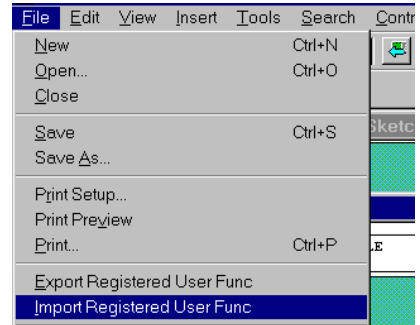 File Edit View Insert Tools Search Contr
New Ctrl+N
Open... Ctrl+O
Close
Save Ctrl+S
Save As...
Print Setup...
Print Preview
Print... Ctrl+P
Export Registered User Func
Import Registered User Func
Sketc
LE